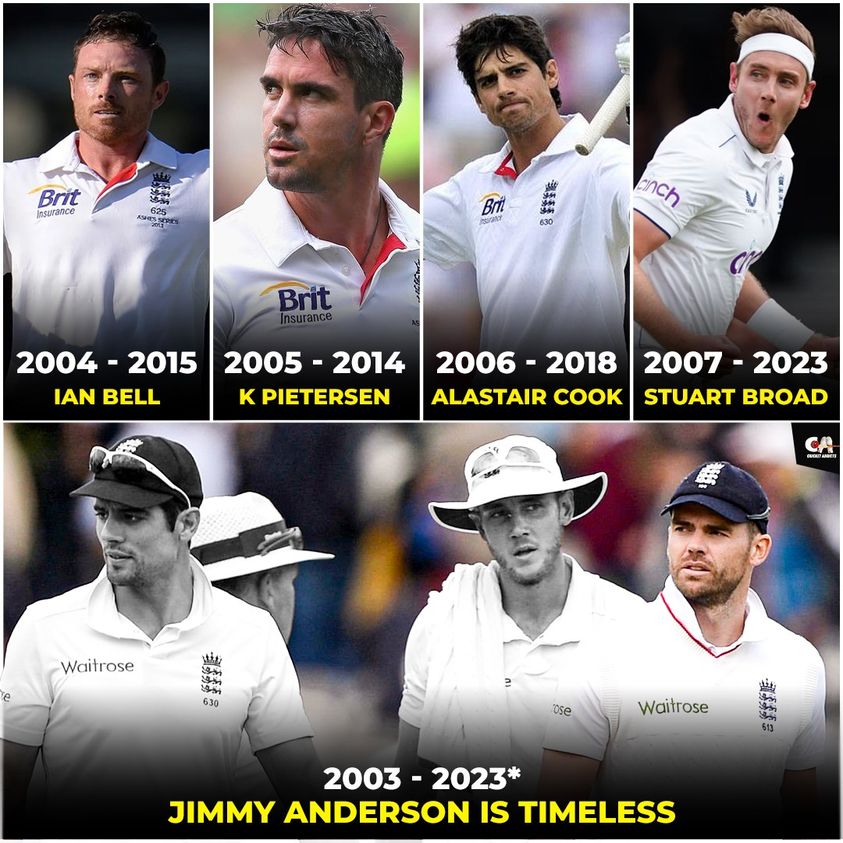 Brit
Insurance
625
ASHES SERIES
2013
2004 - 2015
IAN BELL
Brit
Insurance
2005 - 2014
K PIETERSEN
Brit
Insurance
630
2006 - 2018
ALASTAIR COOK
cinch
2007 - 2023
STUART BROAD
CA
CRICKET ADDICTS
Waitrose
630
Waitrose
613
2003 - 2023*
JIMMY ANDERSON IS TIMELESS